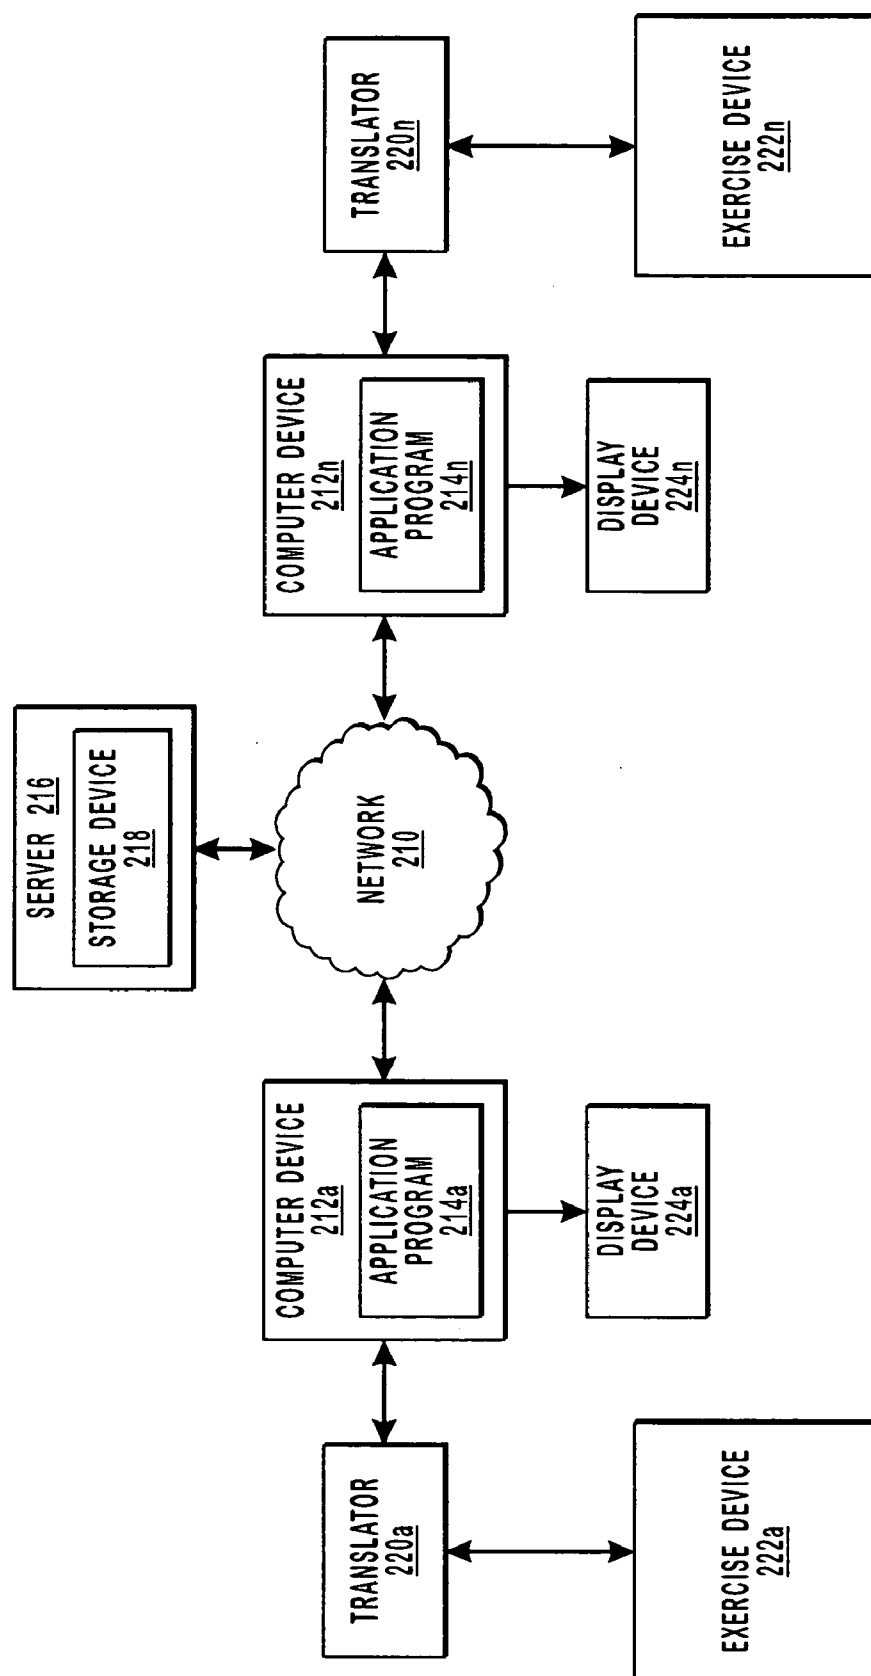 SERVER 216
STORAGE DEVICE
218
TRANSLATOR
220a
COMPUTER DEVICE
212a
APPLICATION
PROGRAM
214a
NETWORK
210
COMPUTER DEVICE
212n
APPLICATION
PROGRAM
214n
TRANSLATOR
220n
EXERCISE DEVICE
222a
DISPLAY
DEVICE
224a
DISPLAY
DEVICE
224n
EXERCISE DEVICE
222n